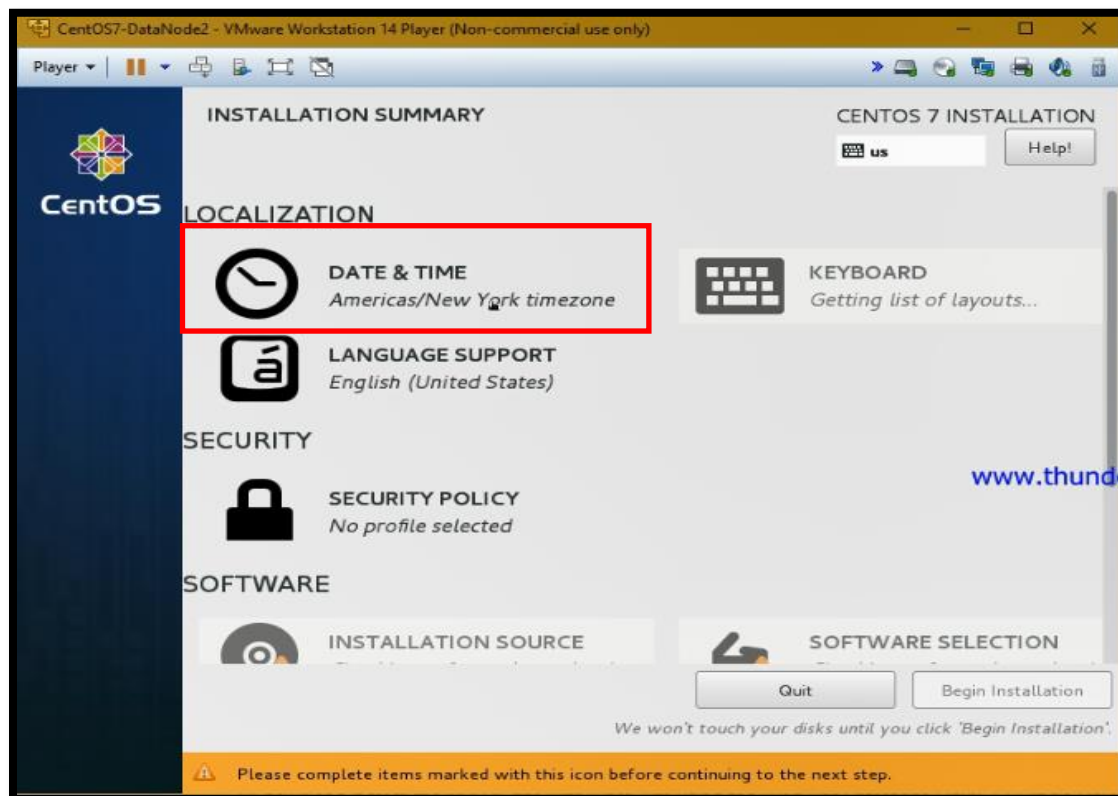 CentOS7-DataNode2 - VMware Workstation 14 Player (Non-commercial use only)
Player
INSTALLATION SUMMARY
CENTOS 7 INSTALLATION
us
Help!
CentOS
LOCALIZATION
DATE & TIME
Americas/New York timezone
KEYBOARD
Getting list of layouts...
á
LANGUAGE SUPPORT
English (United States)
SECURITY
www.thund
SECURITY POLICY
No profile selected
SOFTWARE
INSTALLATION SOURCE
SOFTWARE SELECTION
Quit
Begin Installation
We won't touch your disks until you click 'Begin Installation'.
Please complete items marked with this icon before continuing to the next step.